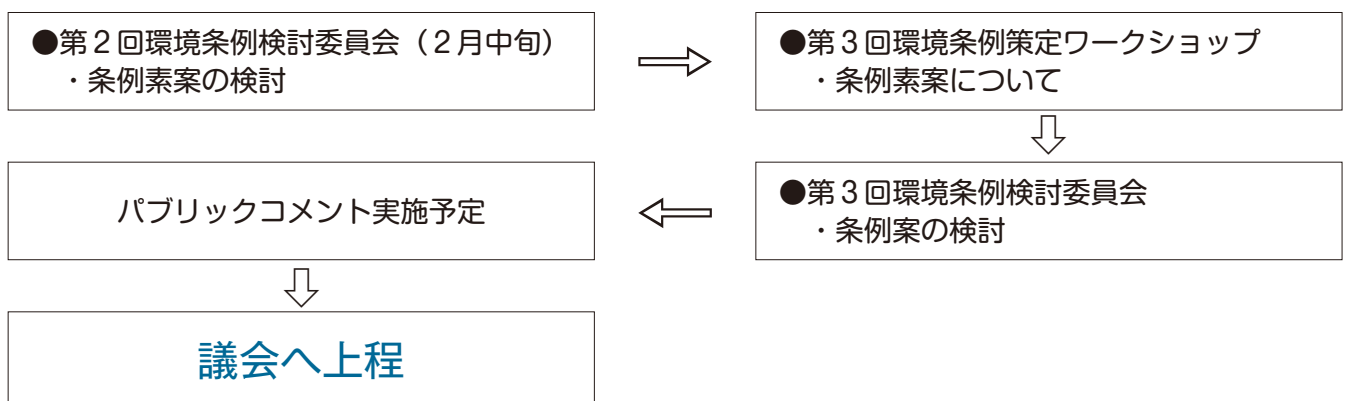 ●第２回環境条例検討委員会（２月中旬）
・条例素案の検討
●第３回環境条例策定ワークショップ
・条例素案について
●第３回環境条例検討委員会
・条例案の検討
パブリックコメント実施予定
議会へ上程